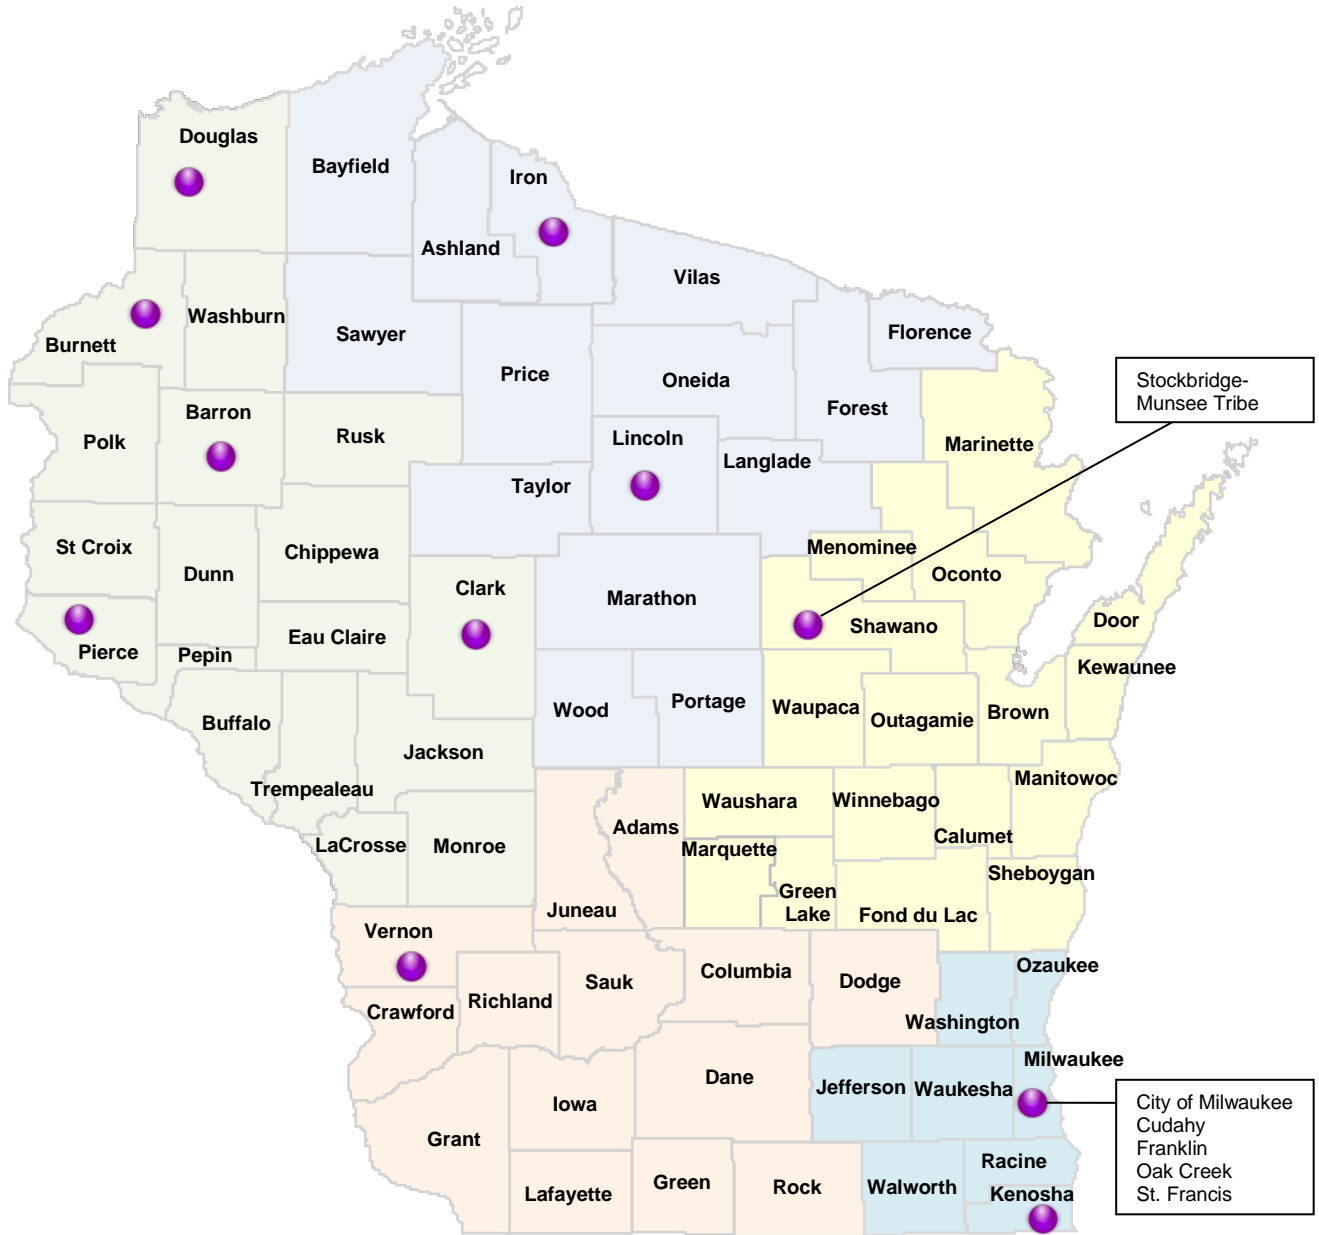 Douglas
Bayfield
Iron
Ashland
Vilas
Washburn
Burnett
Sawyer
Florence
Price
Oneida
Stockbridge-
Munsee Tribe
Barron
Forest
Polk
Rusk
Lincoln
Marinette
Langlade
Taylor
St Croix
Chippewa
Menominee
Dunn
Oconto
Clark
Marathon
Door
Shawano
Eau Claire
Pierce
Pepin
Kewaunee
Wood
Portage
Waupaca
Outagamie
Brown
Buffalo
Jackson
Manitowoc
Trempealeau
Waushara
Winnebago
Adams
Calumet
LaCrosse
Monroe
Marquette
Sheboygan
Green
Lake
Juneau
Fond du Lac
Vernon
Ozaukee
Columbia
Sauk
Dodge
Richland
Crawford
Washington
Milwaukee
Dane
Jefferson
Waukesha
Iowa
City of Milwaukee
Cudahy
Franklin
Oak Creek
St. Francis
Grant
Racine
Green
Rock
Walworth
Lafayette
Kenosha